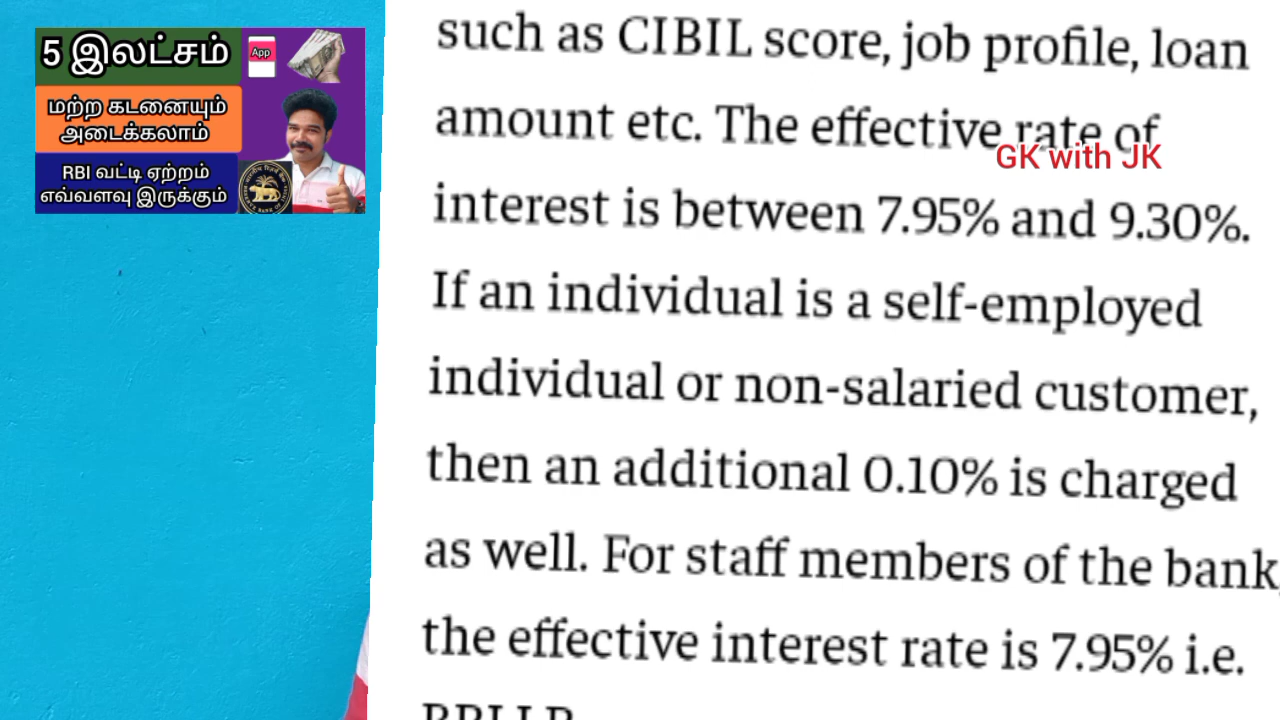 5 இலட்சம்
App
மற்ற கடனையும்
அடைக்கலாம்
RBI வட்டி ஏற்றம்
எவ்வளவு இருக்கும்
such as CIBIL score, job profile, loan
amount etc. The effective rate of
GK with JK
interest is between 7.95% and 9.30%.
If an individual is a self-employed
individual or non-salaried customer,
then an additional 0.10% is charged
as well. For staff members of the bank,
the effective interest rate is 7.95% i.e.